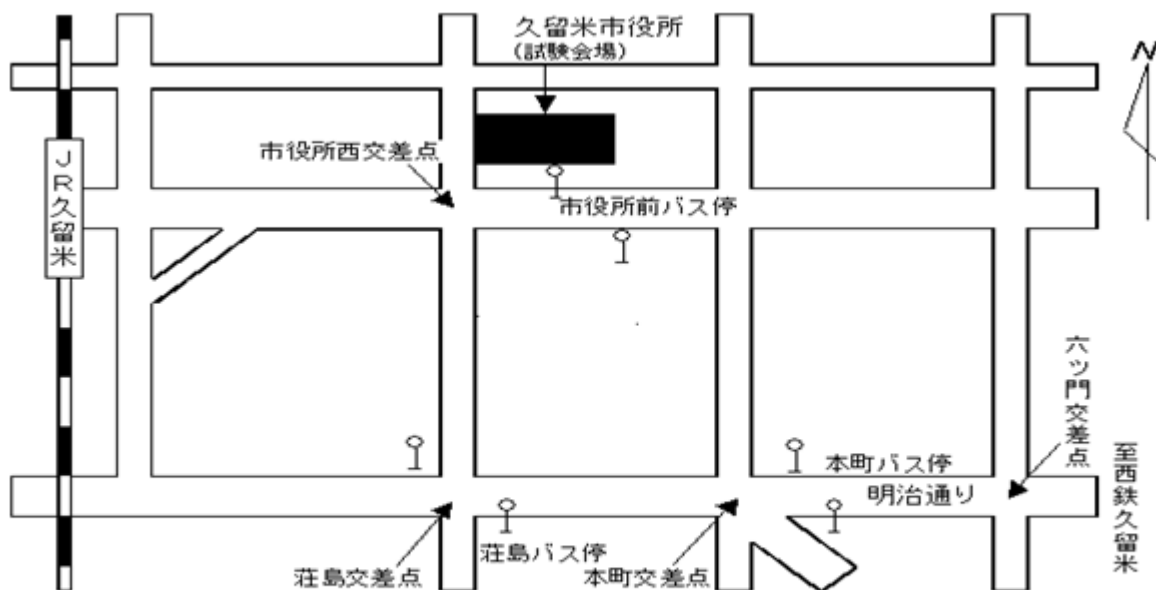 久留米市役所
(試験会場)
N
市役所西交差点
JR久留米
市役所前バス停
六ツ門交差点
本町バス停
至西鉄久留米
明治通り
荘島バス停
荘島交差点
本町交差点